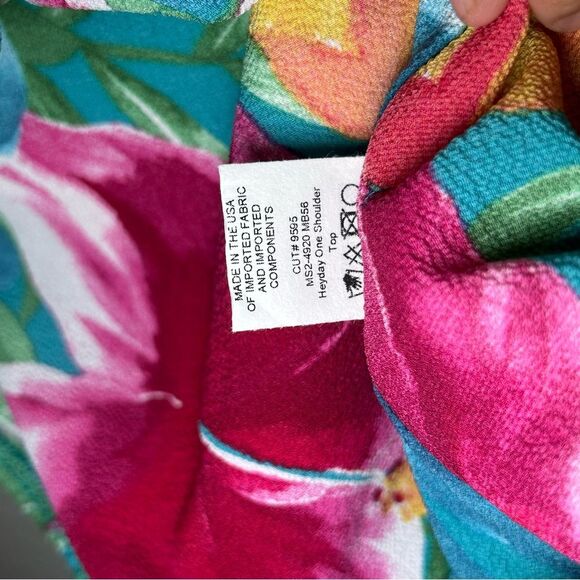 MADE IN THE USA
OF IMPORTED FABRIC
AND IMPORTED
COMPONENTS
CUT# 9595
MS2-4920 MB56
Heyday One Shoulder
Top